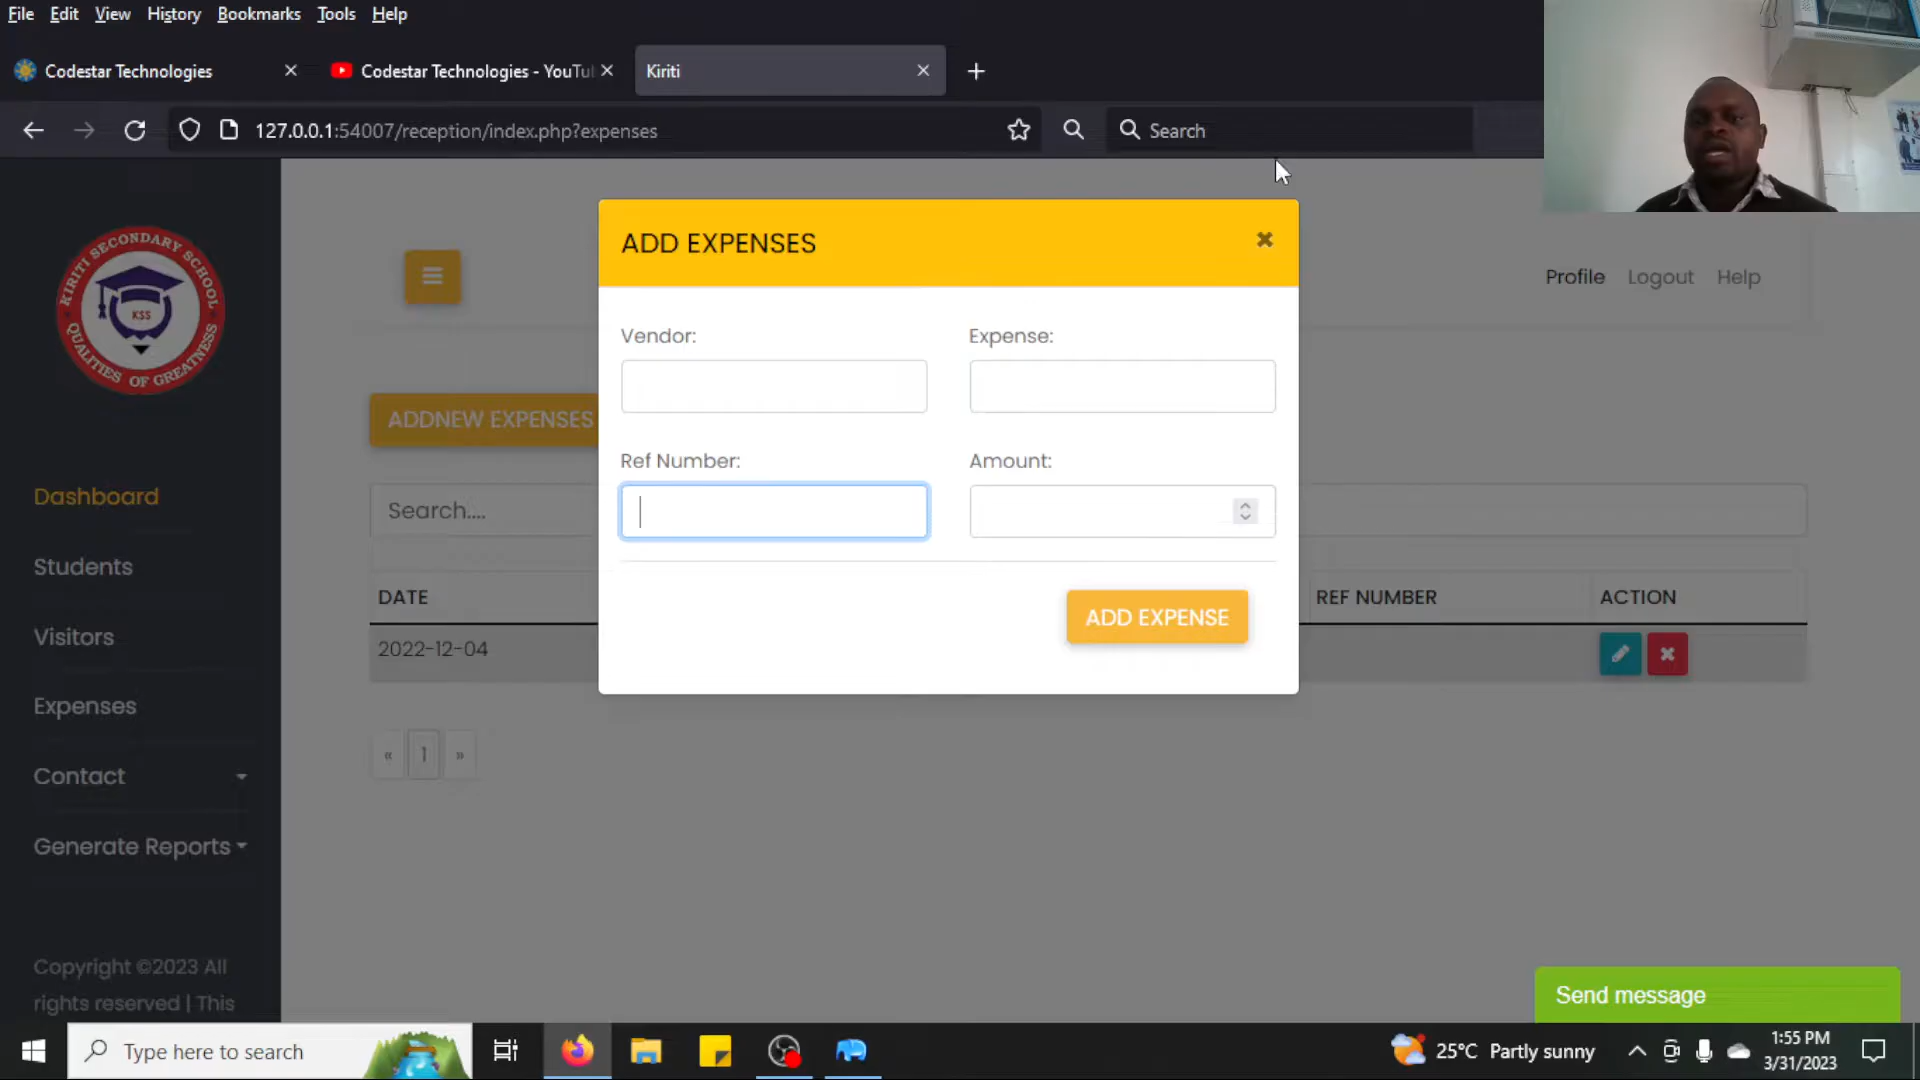 File Edit View History Bookmarks Tools Help
Codestar Technologies
Codestar Technologies - YouTu
Kiriti
127.0.0.1:54007/reception/index.php?expenses
Search
KIRITI SECONDARY SCHOOL
KSS
QUALITIES OF GREATNESS
ADD EXPENSES
Profile Logout Help
Vendor: Expense:
ADDNEW EXPENSES
Ref Number: Amount:
Dashboard
Search....
Students
DATE REF NUMBER ACTION
ADD EXPENSE
Visitors
2022-12-04
Expenses
« 1 »
Contact
Generate Reports
Copyright ©2023 All
rights reserved | This
Send message
Type here to search
25°C Partly sunny
1:55 PM
3/31/2023